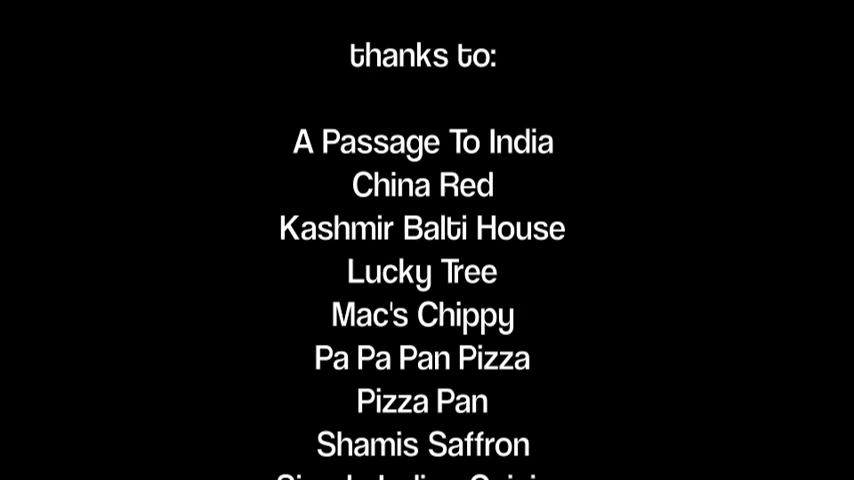 thanks to:
A Passage To India
China Red
Kashmir Balti House
Lucky Tree
Mac's Chippy
Pa Pa Pan Pizza
Pizza Pan
Shamis Saffron